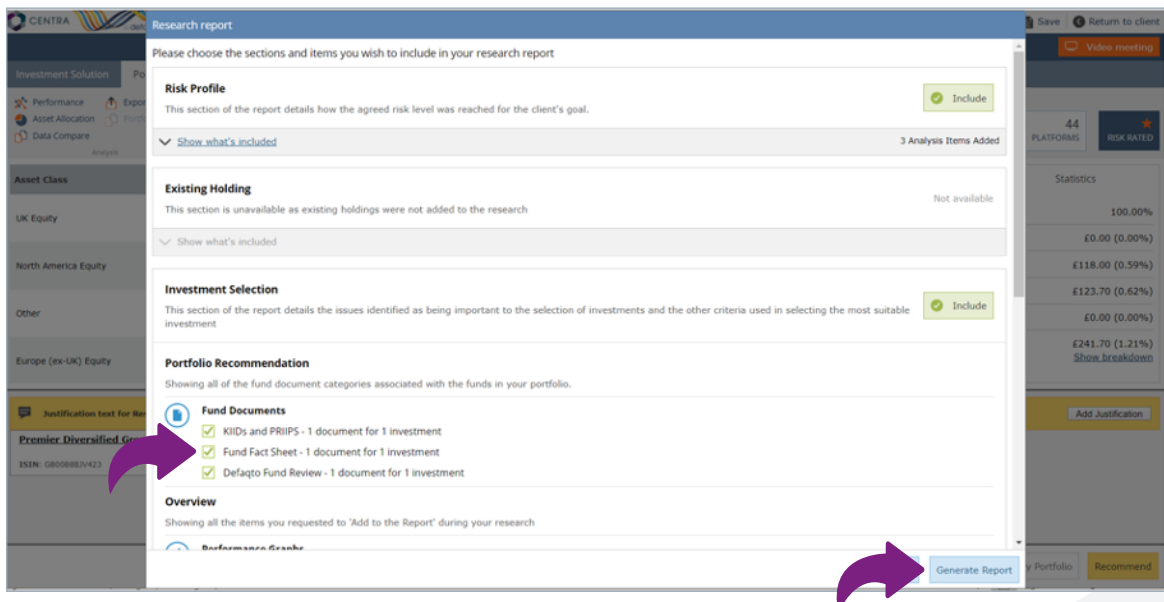 CENTRA
Research report
Save
Return to client
Please choose the sections and items you wish to include in your research report
Video meeting
Investment Solution
Risk Profile
This section of the report details how the agreed risk level was reached for the client's goal.
Include
Performance
Asset Allocation
Data Compare
Analysis
Show what's included
3 Analysis Items Added
44
PLATFORMS
RISK RATED
Asset Class
Statistics
Existing Holding
This section is unavailable as existing holdings were not added to the research
Not available
UK Equity
100.00%
Show what's included
£0.00 (0.00%)
North America Equity
£118.00 (0.59%)
Investment Selection
This section of the report details the issues identified as being important to the selection of investments and the other criteria used in selecting the most suitable
investment
Include
£123.70 (0.62%)
Other
£0.00 (0.00%)
£241.70 (1.21%)
Show breakdown
Europe (ex-UK) Equity
Portfolio Recommendation
Showing all of the fund document categories associated with the funds in your portfolio.
Fund Documents
Justification text for
Add Justification
KIIDs and PRIIPS - 1 document for 1 investment
Premier Diversified
Fund Fact Sheet - 1 document for 1 investment
ISIN:
Defaqto Fund Review - 1 document for 1 investment
Overview
Showing all the items you requested to 'Add to the Report' during your research
Performance Graphs
Generate Report
Portfolio
Recommend